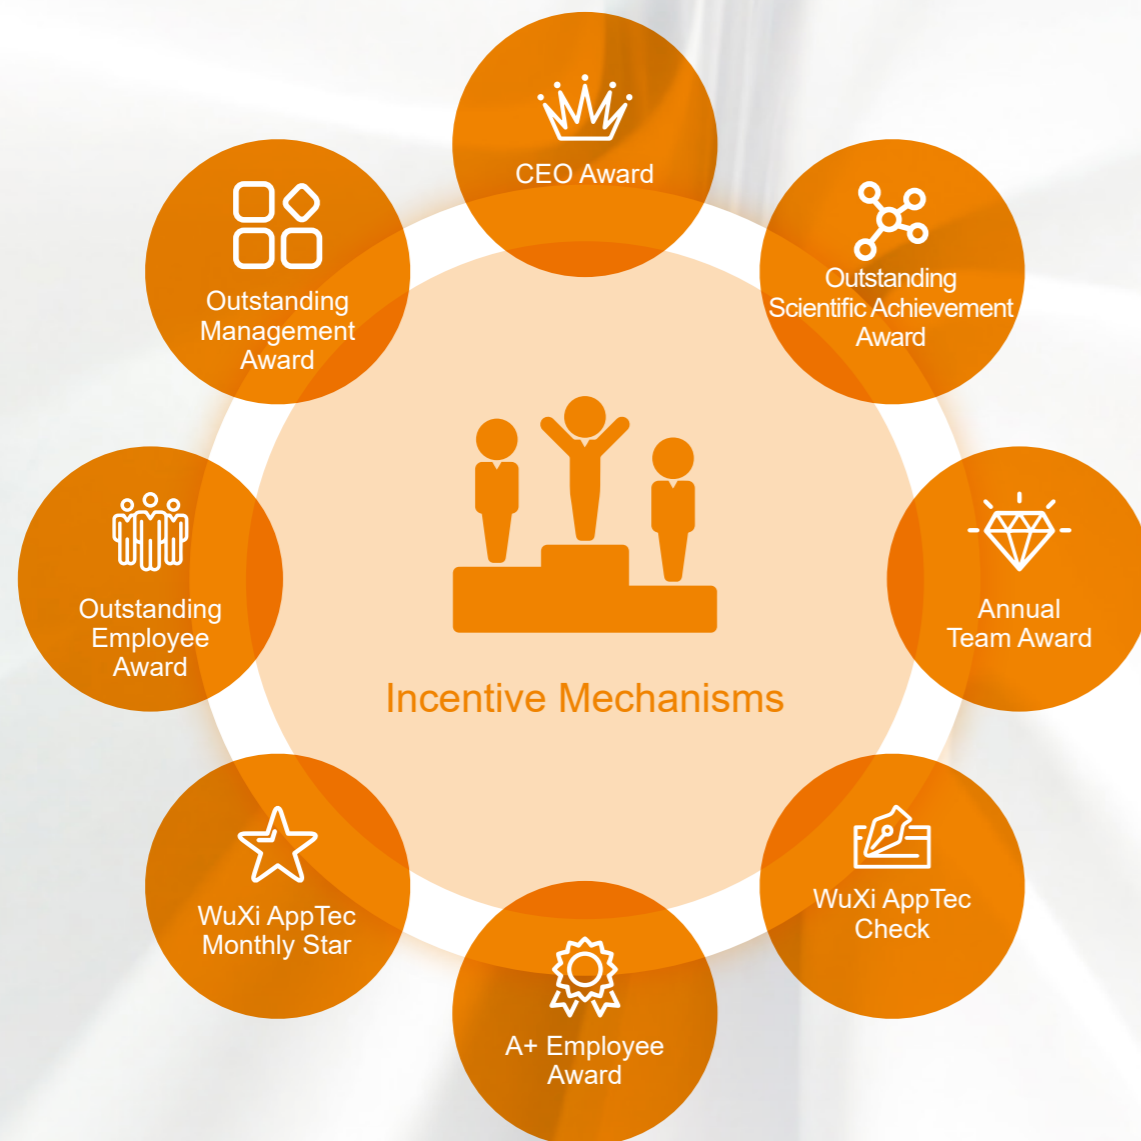 CEO Award
Outstanding
Scientific Achievement
Award
Annual
Team Award
WuXi AppTec
Check
A+ Employee
Award
WuXi AppTec
Monthly Star
Outstanding
Employee
Award
Outstanding
Management
Award
Incentive Mechanisms